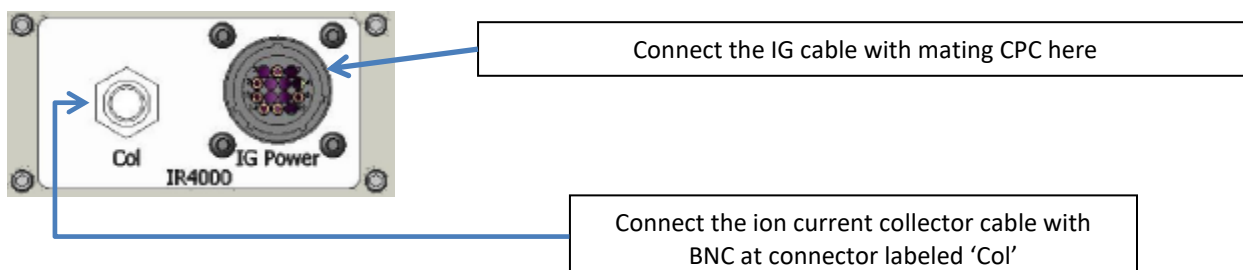 Connect the IG cable with mating CPC here
Col
IG Power
IR4000
Connect the ion current collector cable with
BNC at connector labeled ‘Col’